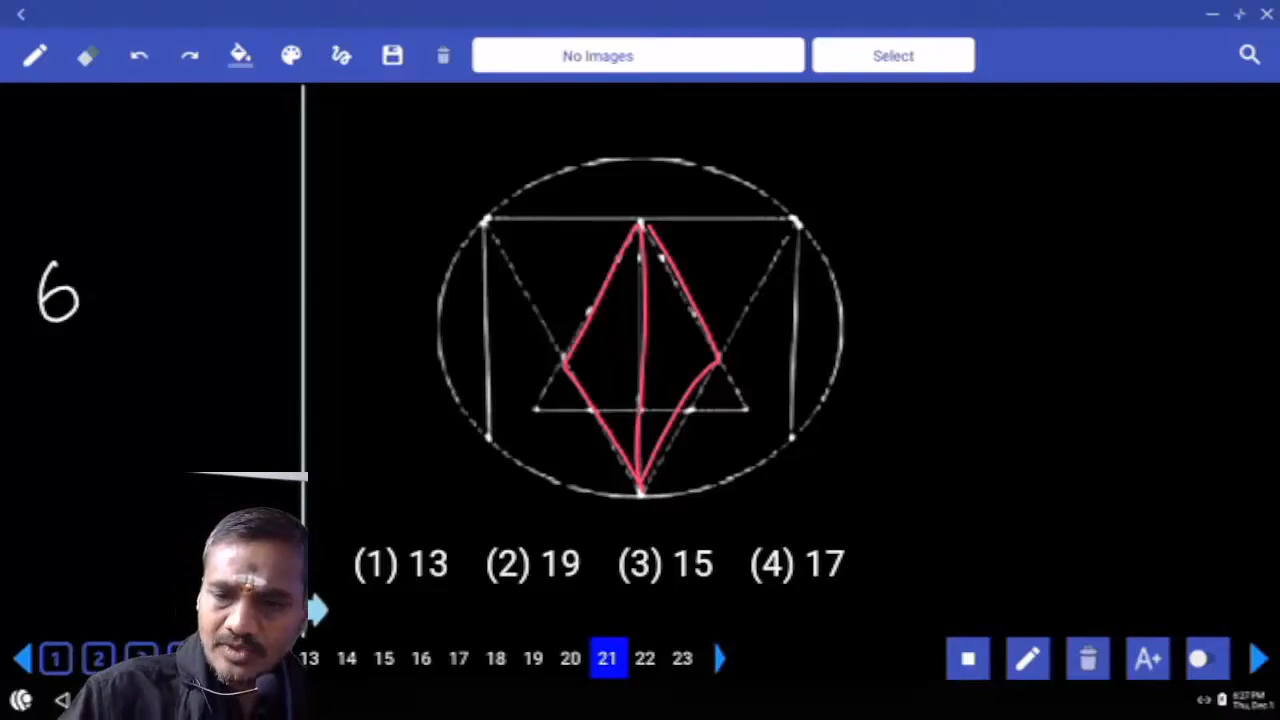 No Images
Select
6
(1) 13 (2) 19 (3) 15 (4) 17
1 2 13 14 15 16 17 18 19 20 21 22 23
A+